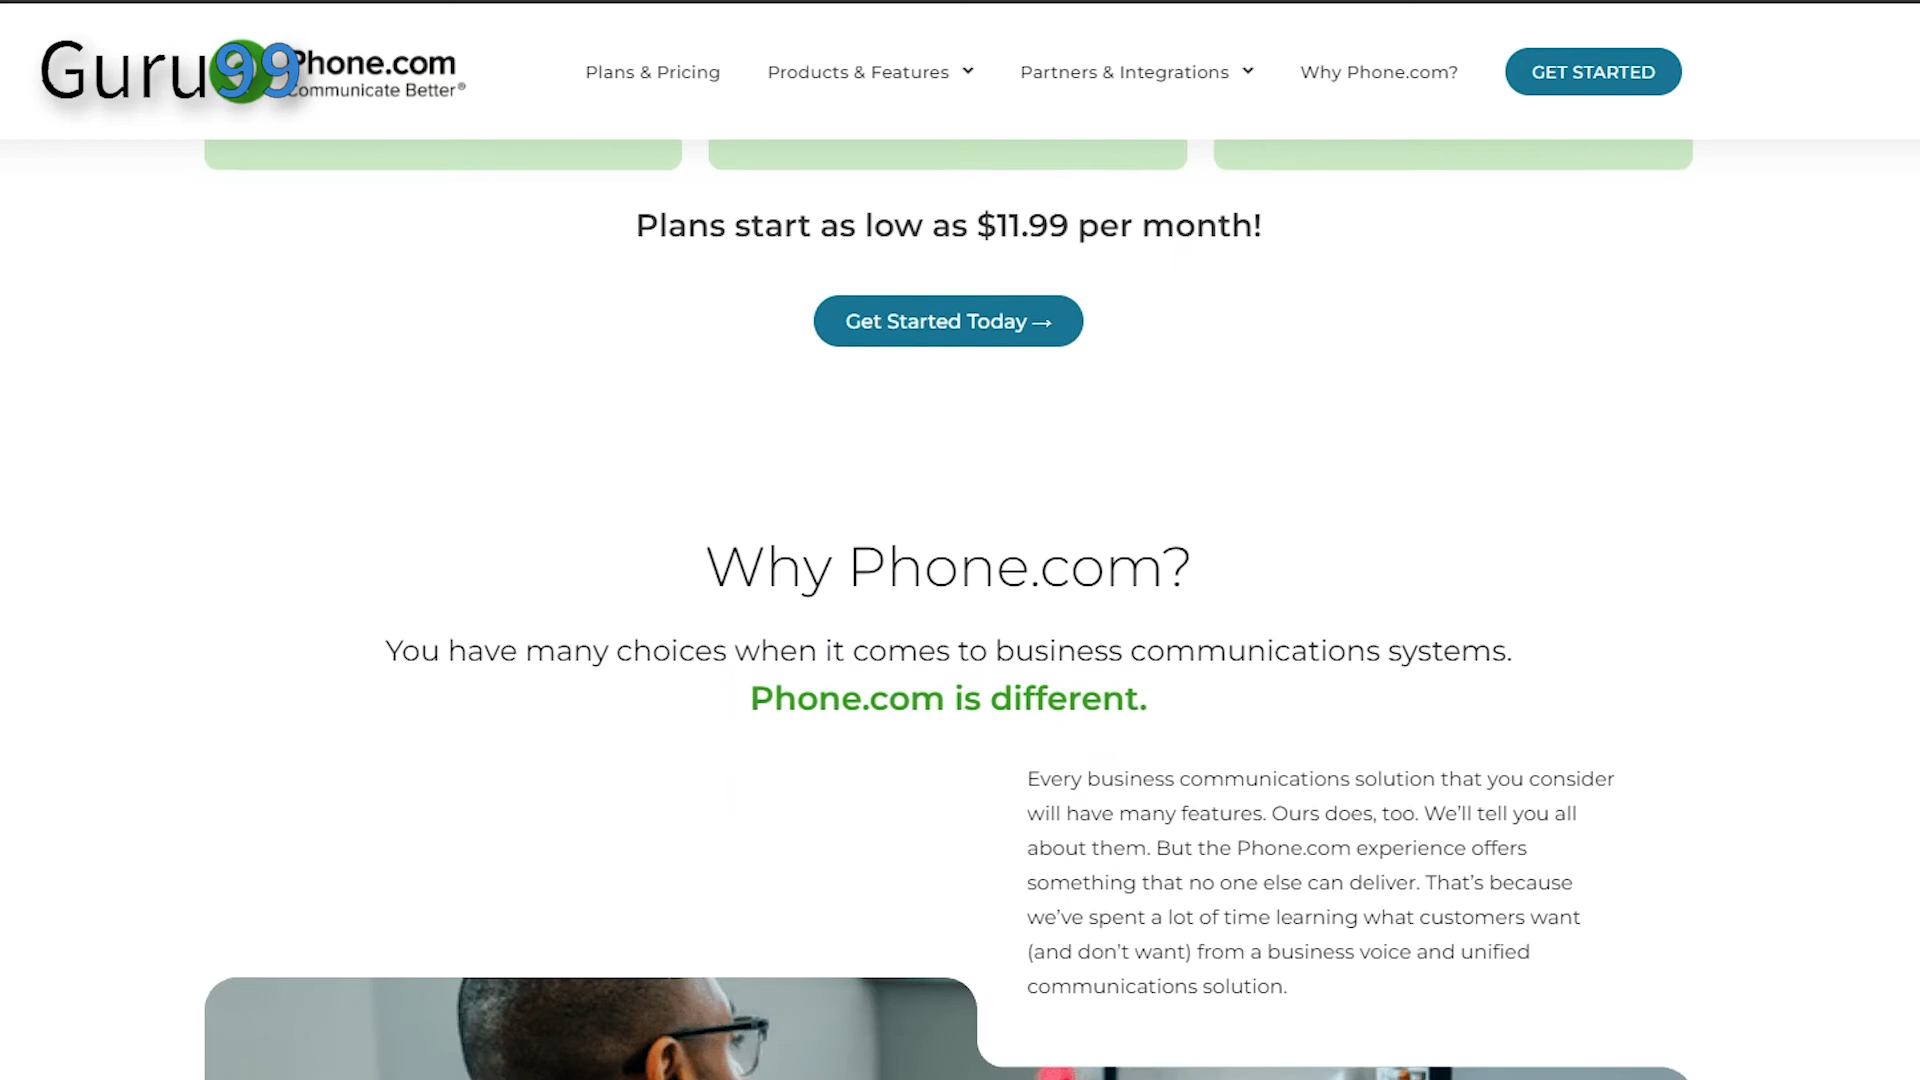 Guru99
Phone.com
Communicate Better®
Plans & Pricing
Products & Features
Partners & Integrations
Why Phone.com?
GET STARTED
Plans start as low as $11.99 per month!
Get Started Today →
Why Phone.com?
You have many choices when it comes to business communications systems.
Phone.com is different.
Every business communications solution that you consider
will have many features. Ours does, too. We’ll tell you all
about them. But the Phone.com experience offers
something that no one else can deliver. That’s because
we’ve spent a lot of time learning what customers want
(and don’t want) from a business voice and unified
communications solution.